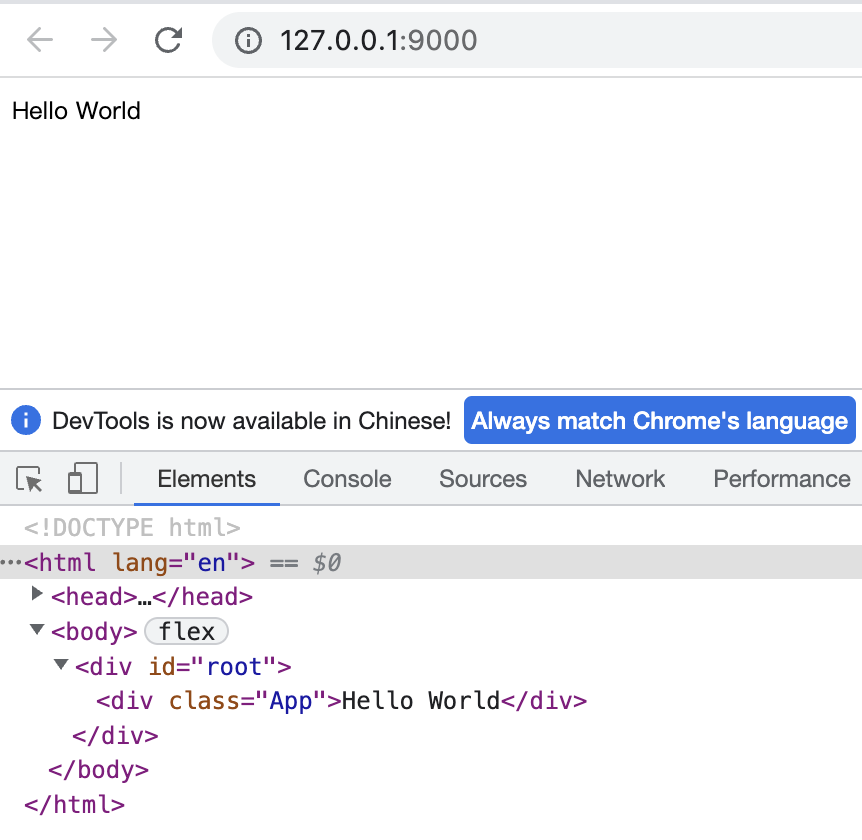 127.0.0.1:9000
Hello World
DevTools is now available in Chinese! Always match Chrome's language
Elements Console Sources Network Performance
<!DOCTYPE html>
···<html lang="en"> == $0
<head>…</head>
<body> flex
<div id="root">
<div class="App">Hello World</div>
</div>
</body>
</html>